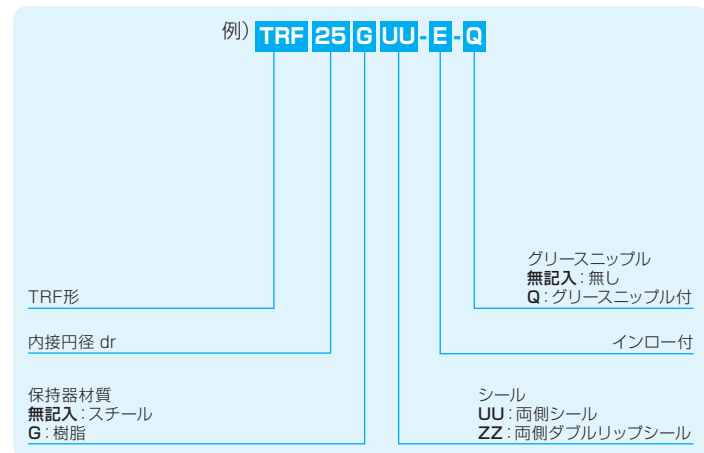 例) TRF 25 G UU-E-Q
グリースニップル
無記入:無し
Q:グリースニップル付
TRF形
内接円径 dr
インロー付
保持器材質
無記入:スチール
G:樹脂
シール
UU:両側シール
ZZ:両側ダブルリップシール